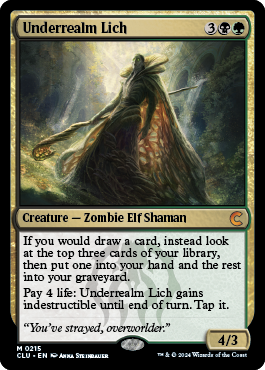 Underrealm Lich 3
Creature — Zombie Elf Shaman
If you would draw a card, instead look
at the top three cards of your library,
then put one into your hand and the rest
into your graveyard.
Pay 4 life: Underrealm Lich gains
indestructible until end of turn. Tap it.
“You’ve strayed, overworlder.”
4/3
M 0215
CLU • EN Anna Steinbauer
™ & © 2024 Wizards of the Coast